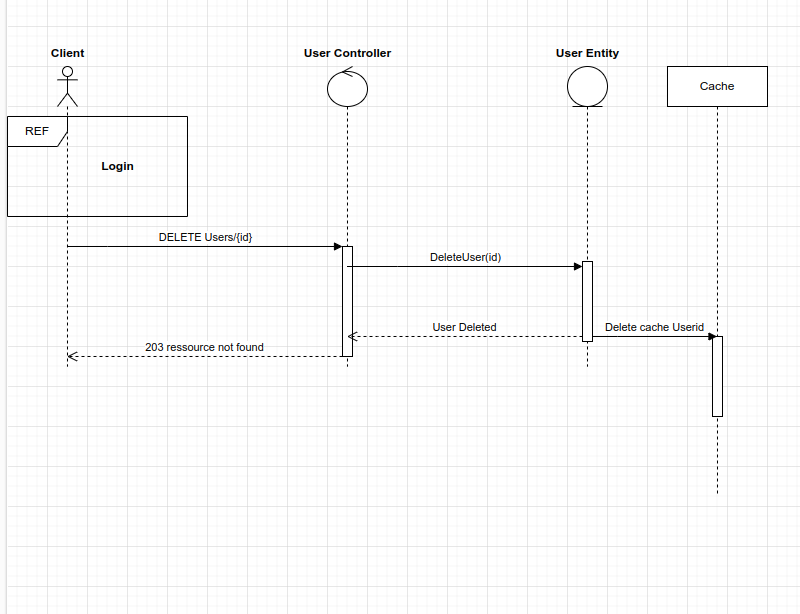 Client
User Controller
User Entity
Cache
REF
Login
DELETE Users/{id}
DeleteUser(id)
User Deleted
Delete cache Userid
203 ressource not found